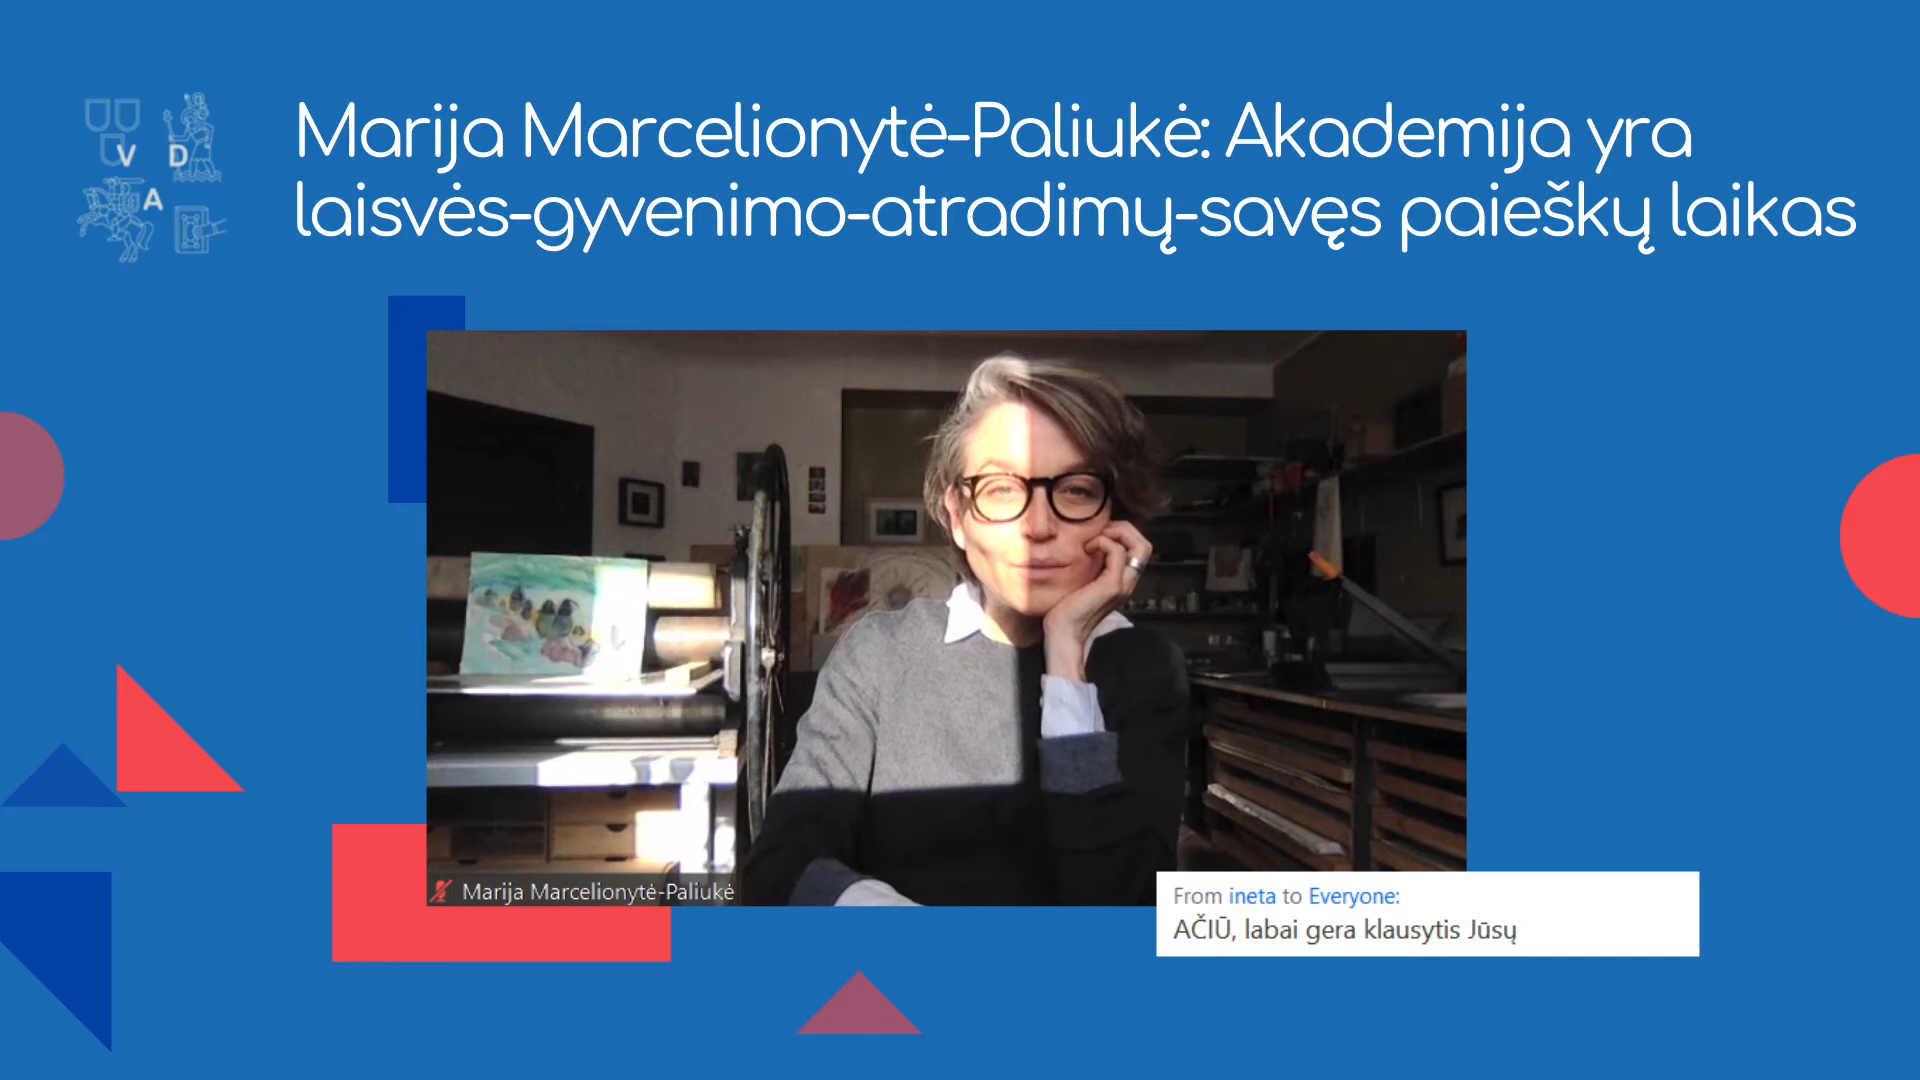 V D
A
Marija Marcelionytė-Paliukė: Akademija yra
laisvės-gyvenimo-atradimų-savęs paieškų laikas
Marija Marcelionytė-Paliukė
From ineta to Everyone:
AČIŪ, labai gera klausytis Jūsų